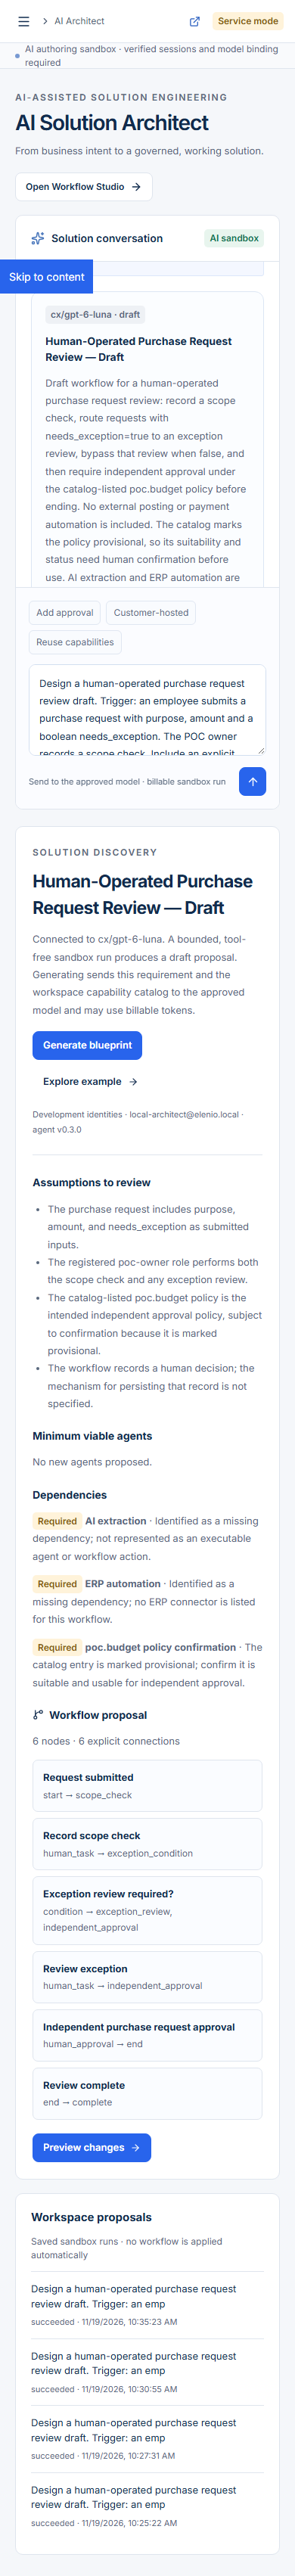 AI Architect
Service mode
AI authoring sandbox · verified sessions and model binding
required
AI-ASSISTED SOLUTION ENGINEERING
AI Solution Architect
From business intent to a governed, working solution.
Open Workflow Studio →
Solution conversation
AI sandbox
Skip to content
cx/gpt-6-luna · draft
Human-Operated Purchase Request
Review — Draft
Draft workflow for a human-operated
purchase request review: record a scope
check, route requests with
needs_exception=true to an exception
review, bypass that review when false, and
then require independent approval under
the catalog-listed poc.budget policy before
ending. No external posting or payment
automation is included. The catalog marks
the policy provisional, so its suitability and
status need human confirmation before
use. AI extraction and ERP automation are
Add approval
Customer-hosted
Reuse capabilities
Design a human-operated purchase request
review draft. Trigger: an employee submits a
purchase request with purpose, amount and a
boolean needs_exception. The POC owner
records a scope check. Include an explicit
Send to the approved model · billable sandbox run
SOLUTION DISCOVERY
Human-Operated Purchase
Request Review — Draft
Connected to cx/gpt-6-luna. A bounded, tool-
free sandbox run produces a draft proposal.
Generating sends this requirement and the
workspace capability catalog to the approved
model and may use billable tokens.
Generate blueprint
Explore example →
Development identities · local-architect@elenio.local ·
agent v0.3.0
Assumptions to review
• The purchase request includes purpose,
amount, and needs_exception as submitted
inputs.
• The registered poc-owner role performs both
the scope check and any exception review.
• The catalog-listed poc.budget policy is the
intended independent approval policy, subject
to confirmation because it is marked
provisional.
• The workflow records a human decision; the
mechanism for persisting that record is not
specified.
Minimum viable agents
No new agents proposed.
Dependencies
Required AI extraction · Identified as a missing
dependency; not represented as an executable
agent or workflow action.
Required ERP automation · Identified as a
missing dependency; no ERP connector is listed
for this workflow.
Required poc.budget policy confirmation · The
catalog entry is marked provisional; confirm it is
suitable and usable for independent approval.
Workflow proposal
6 nodes · 6 explicit connections
Request submitted
start → scope_check
Record scope check
human_task → exception_condition
Exception review required?
condition → exception_review,
independent_approval
Review exception
human_task → independent_approval
Independent purchase request approval
human_approval → end
Review complete
end → complete
Preview changes →
Workspace proposals
Saved sandbox runs · no workflow is applied
automatically
Design a human-operated purchase request
review draft. Trigger: an emp
succeeded · 11/19/2026, 10:35:23 AM
Design a human-operated purchase request
review draft. Trigger: an emp
succeeded · 11/19/2026, 10:30:55 AM
Design a human-operated purchase request
review draft. Trigger: an emp
succeeded · 11/19/2026, 10:27:31 AM
Design a human-operated purchase request
review draft. Trigger: an emp
succeeded · 11/19/2026, 10:25:22 AM